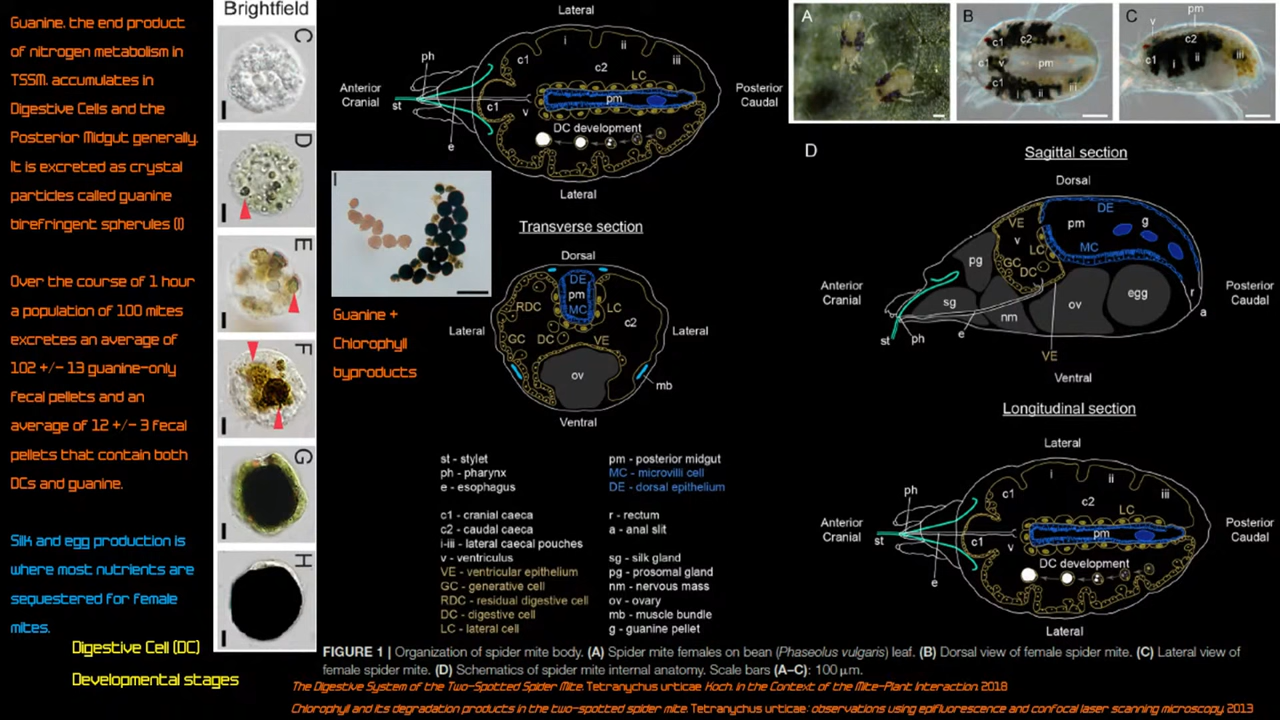 Guanine, the end product
of nitrogen metabolism in
TSSM, accumulates in
Digestive Cells and the
Posterior Midgut generally.
It is excreted as crystal
particles called guanine
birefringent spherules (I)
Over the course of 1 hour
a population of 100 mites
excretes an average of
102 +/- 13 guanine-only
fecal pellets and an
average of 12 +/- 3 fecal
pellets that contain both
DCs and guanine.
Silk and egg production is
where most nutrients are
sequestered for female
mites.
Digestive Cell (DC)
Developmental stages
Brightfield
C
D
E
F
G
H
Lateral
i
ii
iii
c1
c2
LC
ph
Anterior
Cranial
st
c1
v
pm
e
DC development
Posterior
Caudal
Lateral
I
Guanine +
Chlorophyll
byproducts
Transverse section
Dorsal
DE
pm
MC
RDC
LC
c2
Lateral
Lateral
GC
DC
VE
ov
mb
Ventral
st - stylet
ph - pharynx
e - esophagus
c1 - cranial caeca
c2 - caudal caeca
i-iii - lateral caecal pouches
v - ventriculus
VE - ventricular epithelium
GC - generative cell
RDC - residual digestive cell
DC - digestive cell
LC - lateral cell
pm - posterior midgut
MC - microvilli cell
DE - dorsal epithelium
r - rectum
a - anal slit
sg - silk gland
pg - prosomal gland
nm - nervous mass
ov - ovary
mb - muscle bundle
g - guanine pellet
A
B
c1
c2
c1
v
pm
c1
i
ii
iii
C
v
pm
c2
c1
i
ii
iii
D
Sagittal section
Dorsal
DE
VE
pm
g
v
LC
MC
pg
GC
DC
Anterior
Cranial
sg
nm
ov
egg
r
a
Posterior
Caudal
st
ph
e
VE
Ventral
Longitudinal section
Lateral
i
ii
iii
c1
c2
LC
ph
Anterior
Cranial
st
c1
v
pm
e
DC development
Posterior
Caudal
Lateral
FIGURE 1 | Organization of spider mite body. (A) Spider mite females on bean (Phaseolus vulgaris) leaf. (B) Dorsal view of female spider mite. (C) Lateral view of
female spider mite. (D) Schematics of spider mite internal anatomy. Scale bars (A–C): 100 μm.
The Digestive System of the Two-Spotted Spider Mite, Tetranychus urticae Koch, in the Context of the Mite-Plant Interaction 2018
Chlorophyll and its degradation products in the two-spotted spider mite, Tetranychus urticae: observations using epifluorescence and confocal laser scanning microscopy 2013